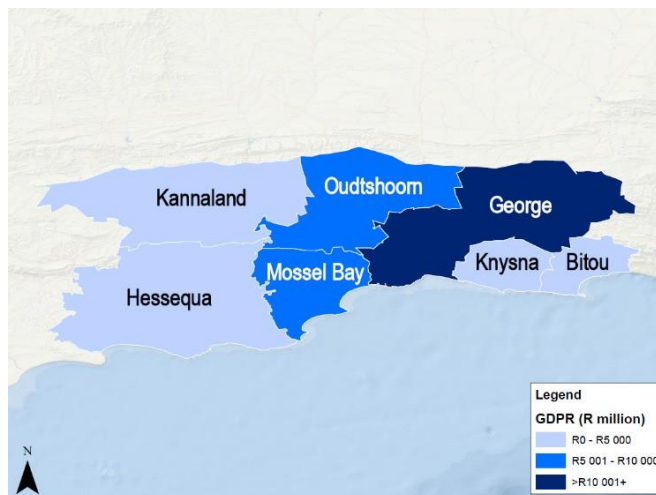 Oudtshoorn
Kannaland
George
Mossel Bay
Knysna
Bitou
Hessequa
Legend
GDPR (R million)
R0 - R5 000
R5 001 - R10 000
>R10 001+
N